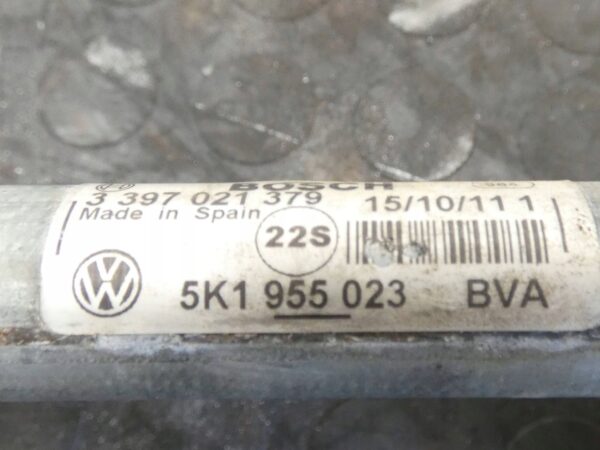 BOSCH
3 397 021 379 15/10/11 1
Made in Spain
22S
5K1 955 023 BVA